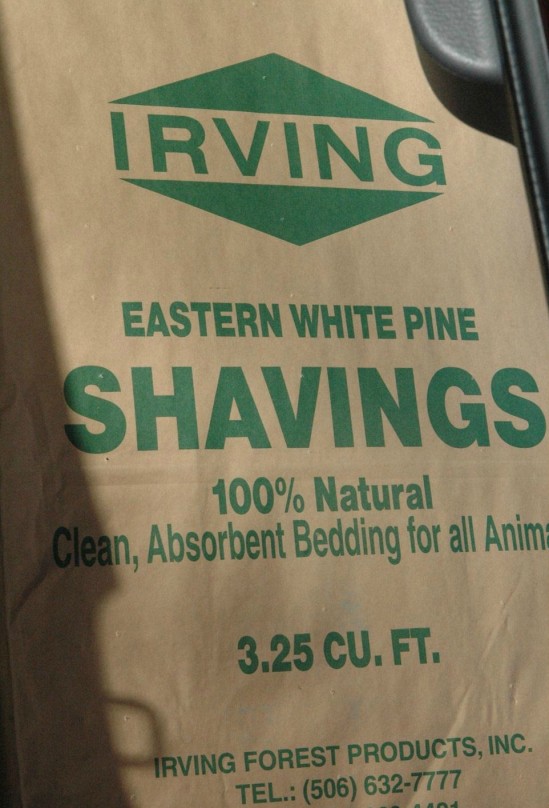 IRVING
EASTERN WHITE PINE
SHAVINGS
100% Natural
Clean, Absorbent Bedding for all
3.25 CU. FT.
IRVING FOREST PRODUCTS, INC.
TEL.: (506) 632-7777